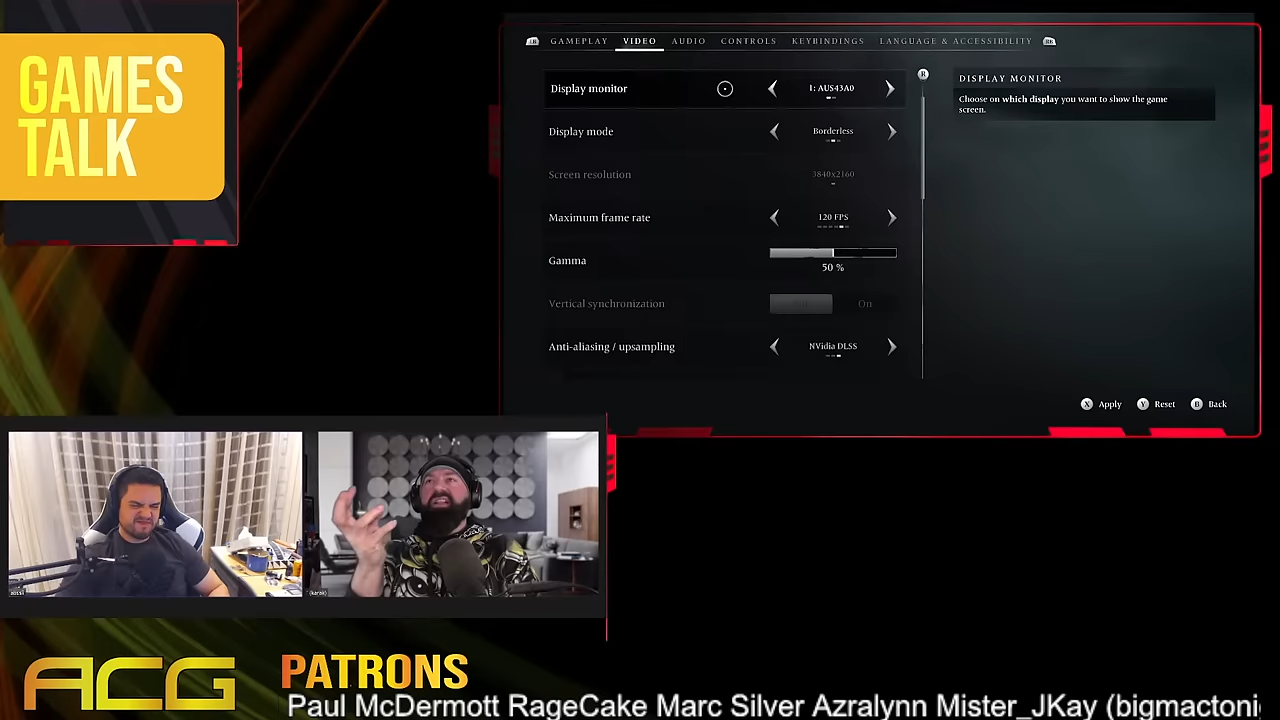 GAMES
TALK
GAMEPLAY VIDEO AUDIO CONTROLS KEYBINDINGS LANGUAGE & ACCESSIBILITY
Display monitor 1: AUS43A0
Display mode Borderless
Screen resolution 3840x2160
Maximum frame rate 120 FPS
Gamma
50 %
Vertical synchronization On
Anti-aliasing / upsampling NVidia DLSS
R
DISPLAY MONITOR
Choose on which display you want to show the game
screen.
X Apply Y Reset B Back
(karak)
ACG
PATRONS
Paul McDermott RageCake Marc Silver Azralynn Mister_JKay (bigmactoni